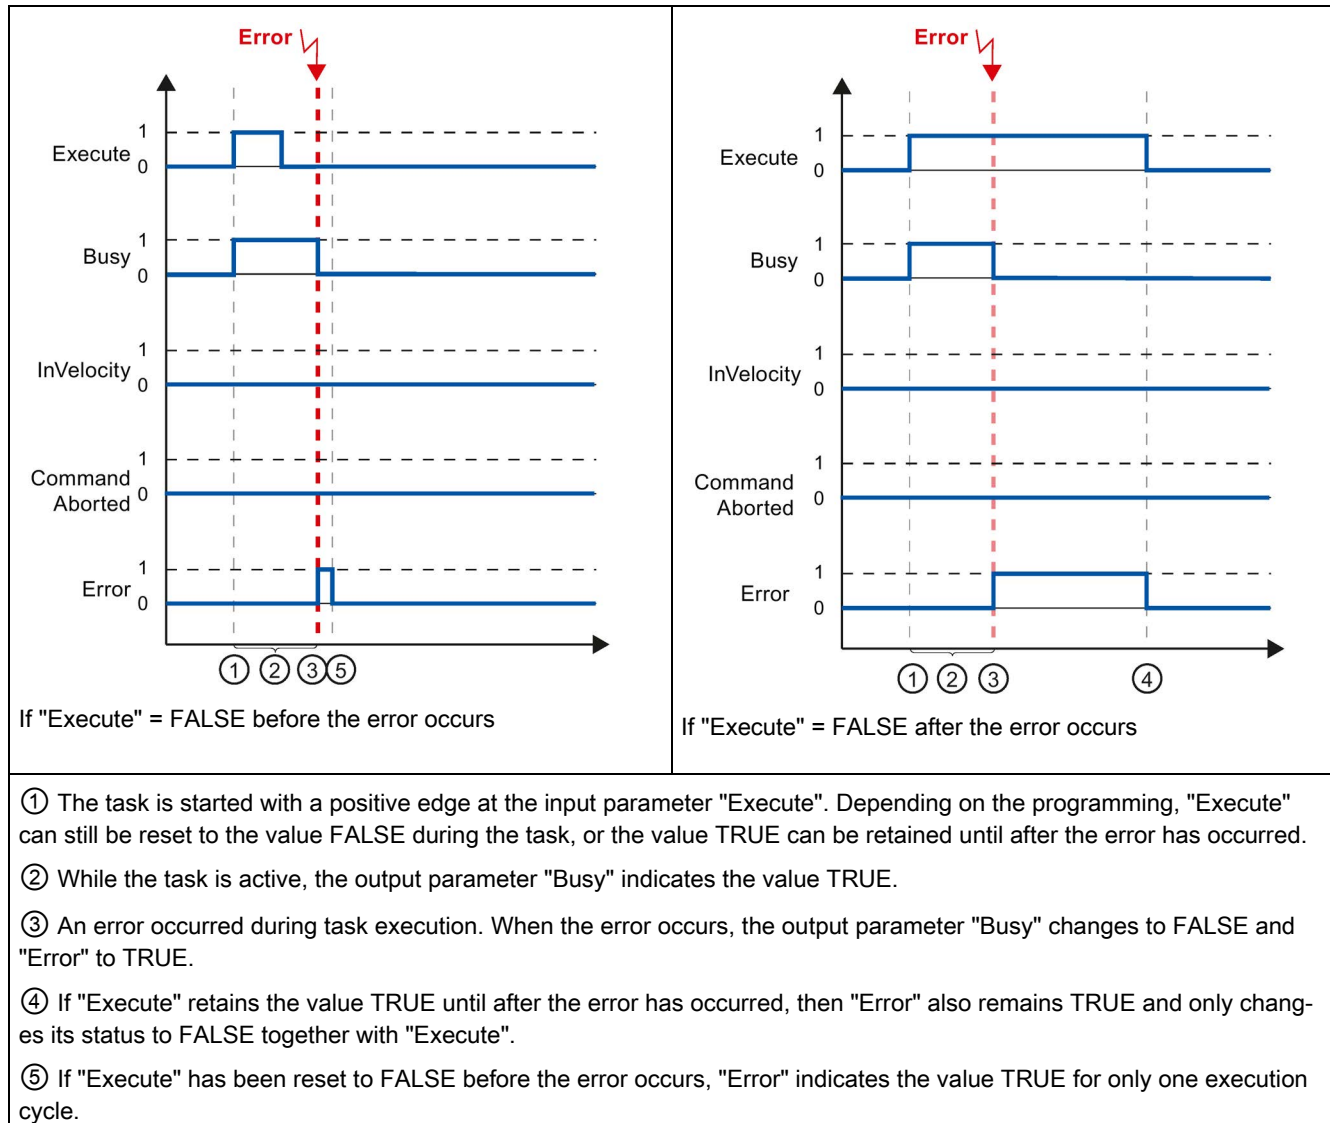 Error
1
Execute
0
1
Busy
0
1
InVelocity
0
1
Command
Aborted
0
1
Error
0
① ② ③ ⑤
If "Execute" = FALSE before the error occurs
Error
1
Execute
0
1
Busy
0
1
InVelocity
0
1
Command
Aborted
0
1
Error
0
① ② ③ ④
If "Execute" = FALSE after the error occurs
① The task is started with a positive edge at the input parameter "Execute". Depending on the programming, "Execute"
can still be reset to the value FALSE during the task, or the value TRUE can be retained until after the error has occurred.
② While the task is active, the output parameter "Busy" indicates the value TRUE.
③ An error occurred during task execution. When the error occurs, the output parameter "Busy" changes to FALSE and
"Error" to TRUE.
④ If "Execute" retains the value TRUE until after the error has occurred, then "Error" also remains TRUE and only chang-
es its status to FALSE together with "Execute".
⑤ If "Execute" has been reset to FALSE before the error occurs, "Error" indicates the value TRUE for only one execution
cycle.